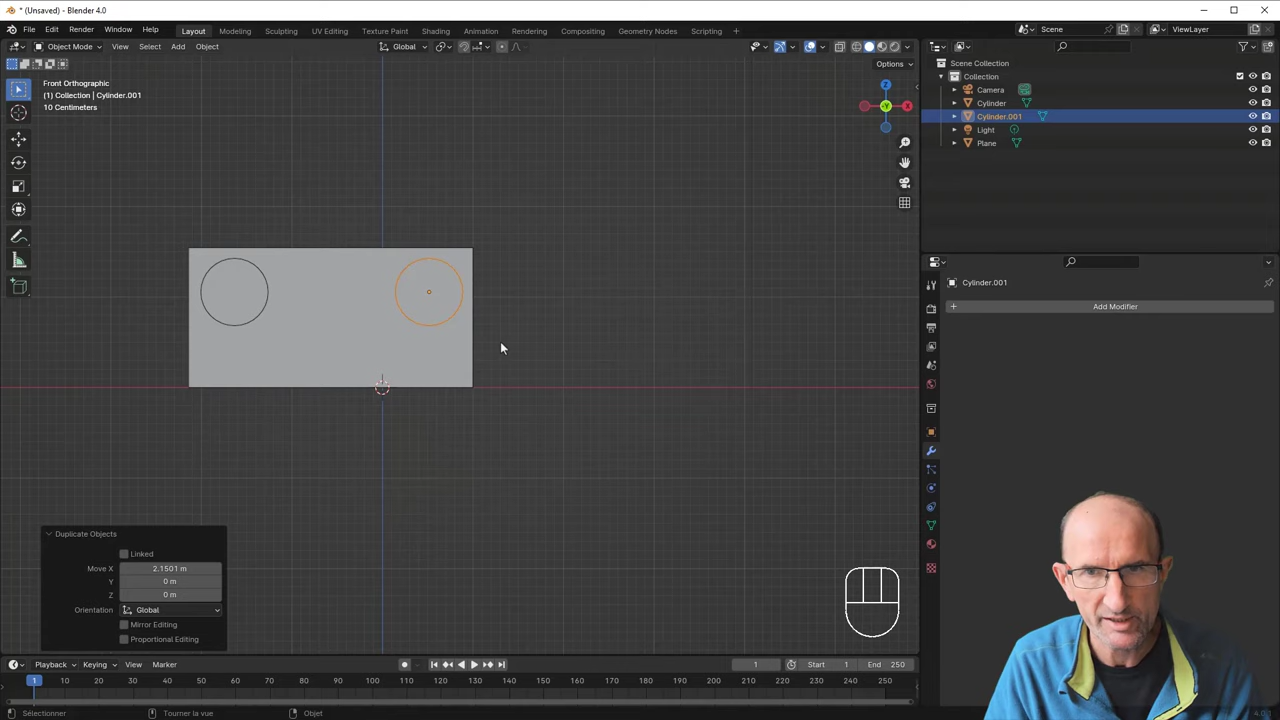 * (Unsaved) - Blender 4.0
File Edit Render Window Help Layout Modeling Sculpting UV Editing Texture Paint Shading Animation Rendering Compositing Geometry Nodes Scripting + Scene ViewLayer
Object Mode View Select Add Object Global
Options
Front Orthographic
(1) Collection | Cylinder.001
10 Centimeters
Z
X
-Y
Scene Collection
Collection
Camera
Cylinder
Cylinder.001
Light
Plane
Cylinder.001
+ Add Modifier
Duplicate Objects
Linked
Move X 2.1501 m
Y 0 m
Z 0 m
Orientation Global
Mirror Editing
Proportional Editing
Playback Keying View Marker 1 Start 1 End 250
1 10 20 30 40 50 60 70 80 90 100 110 120 130 140 150 160 170 180 190 200 210 220 230 240 250
Sélectionner Tourner la vue Objet 4.0.1